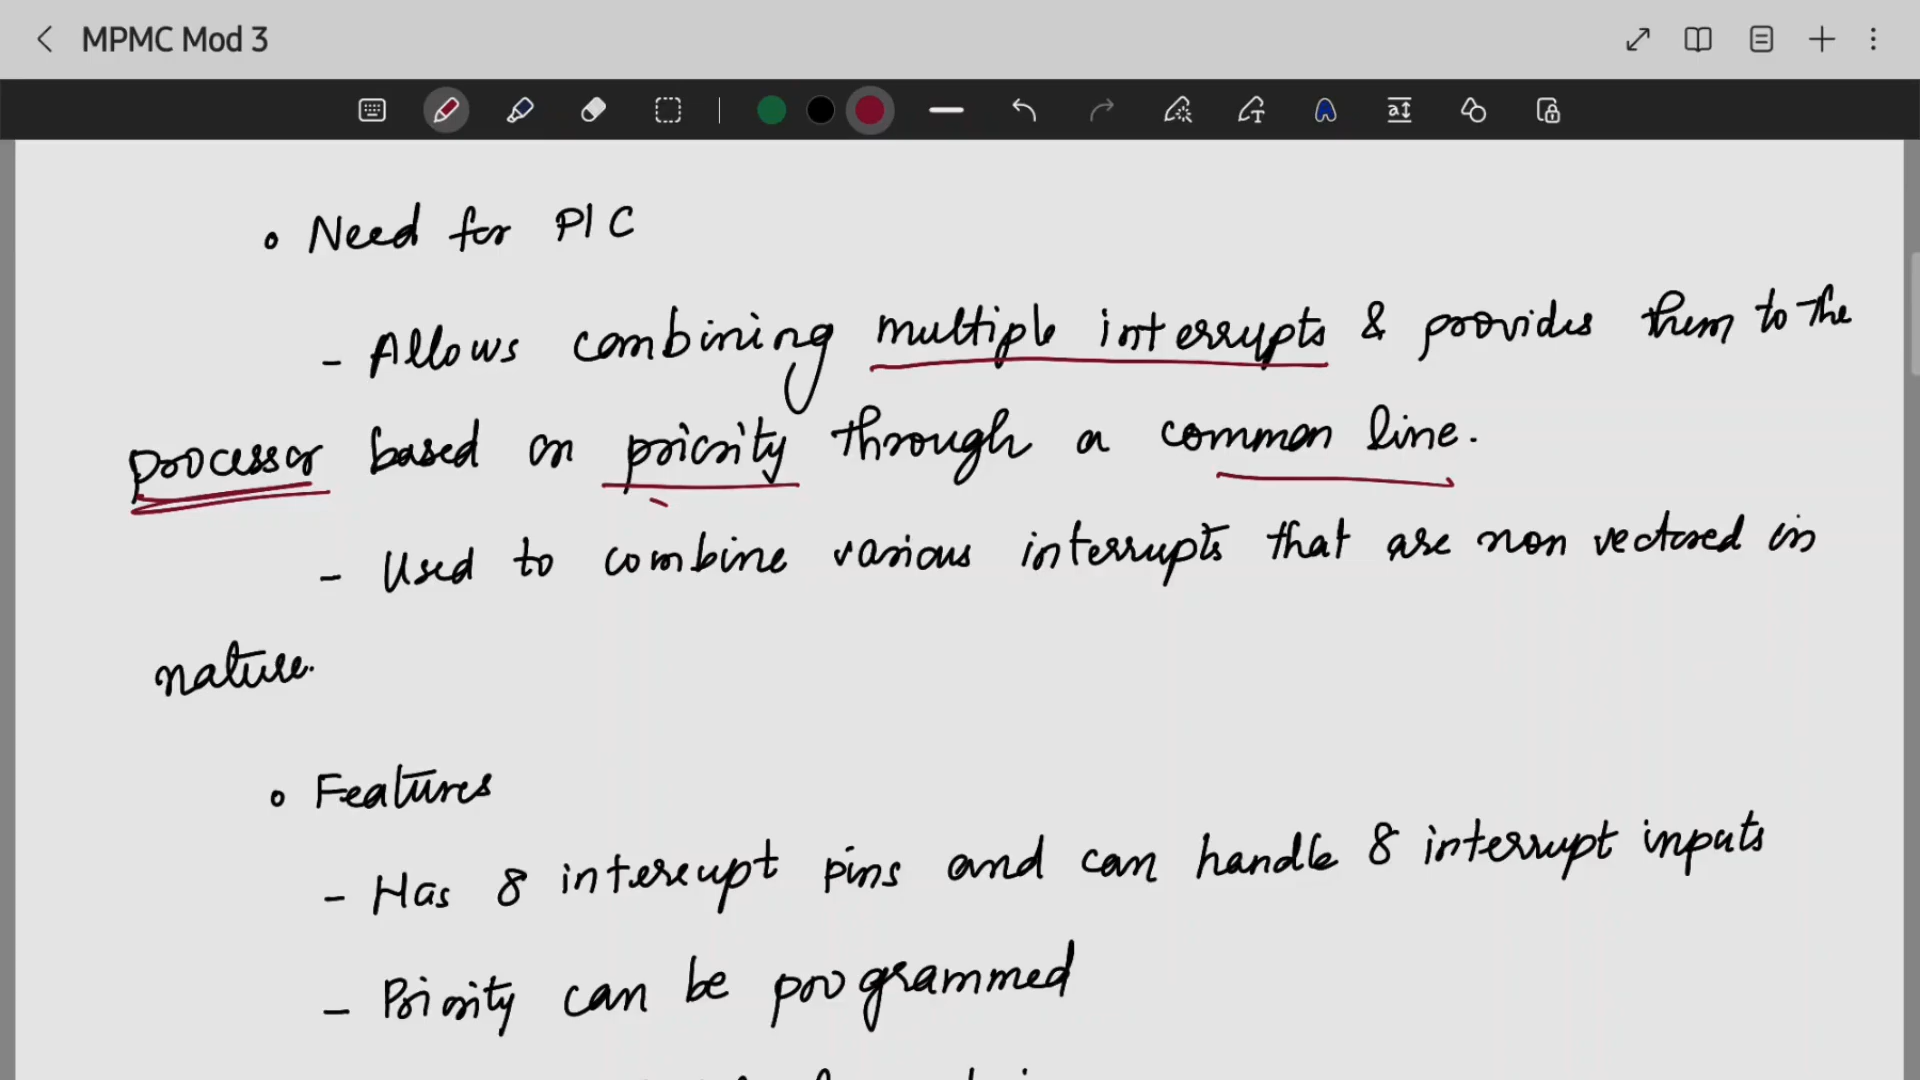 MPMC Mod 3
• Need for PIC
- Allows combining multiple interrupts & provides them to the
processor based on priority through a common line.
- Used to combine various interrupts that are non vectored in
nature.
• Features
- Has 8 intereupt pins and can handle 8 interrupt inputs
- Priority can be programmed